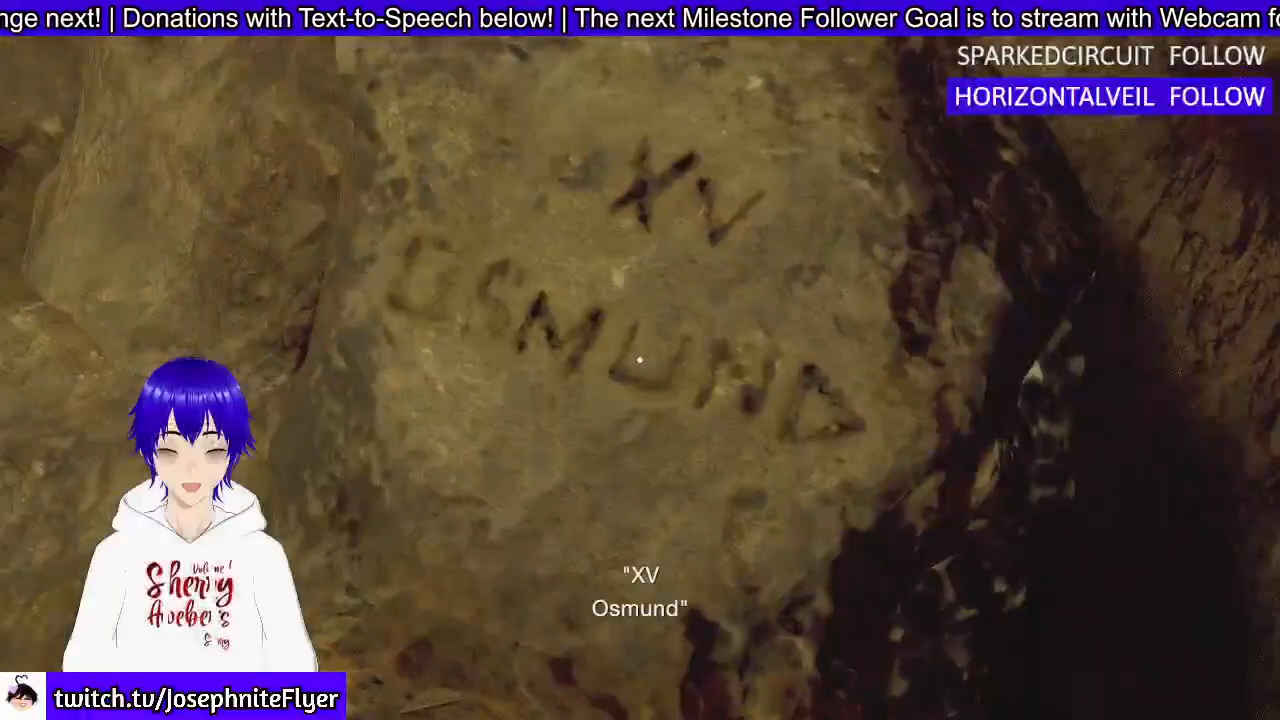 nge next! | Donations with Text-to-Speech below! | The next Milestone Follower Goal is to stream with Webcam fo
SPARKEDCIRCUIT FOLLOW
HORIZONTALVEIL FOLLOW
XV
OSMUND
"XV
Osmund"
Sherry
twitch.tv/JosephniteFlyer